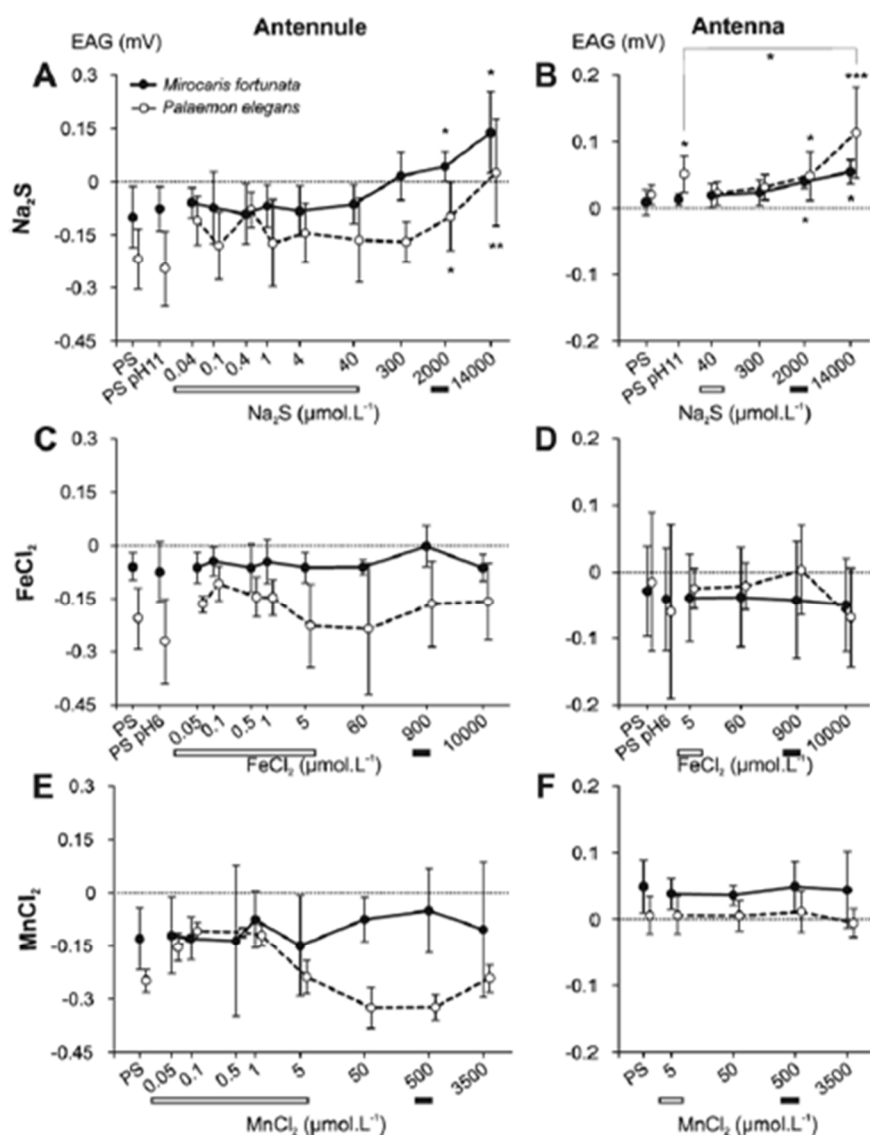 Antennule
Antenna
EAG (mV)
EAG (mV)
A
B
Mirocaris fortunata
Palaemon elegans
Na₂S
0.3
0.15
0
-0.15
-0.3
-0.45
* * * **
0.2
0.1
0
-0.1
-0.2
* * * *** * *
PS PS pH11 0.04 0.1 0.4 1 4 40 300 2000 14000
Na₂S (µmol.L⁻¹)
PS PS pH11 40 300 2000 14000
Na₂S (µmol.L⁻¹)
C
D
FeCl₂
0.3
0.15
0
-0.15
-0.3
-0.45
0.2
0.1
0
-0.1
-0.2
PS PS pH6 0.05 0.1 0.5 1 5 60 900 10000
FeCl₂ (µmol.L⁻¹)
PS PS pH6 5 60 900 10000
FeCl₂ (µmol.L⁻¹)
E
F
MnCl₂
0.3
0.15
0
-0.15
-0.3
-0.45
0.2
0.1
0
-0.1
-0.2
PS 0.05 0.1 0.5 1 5 50 500 3500
MnCl₂ (µmol.L⁻¹)
PS 5 50 500 3500
MnCl₂ (µmol.L⁻¹)